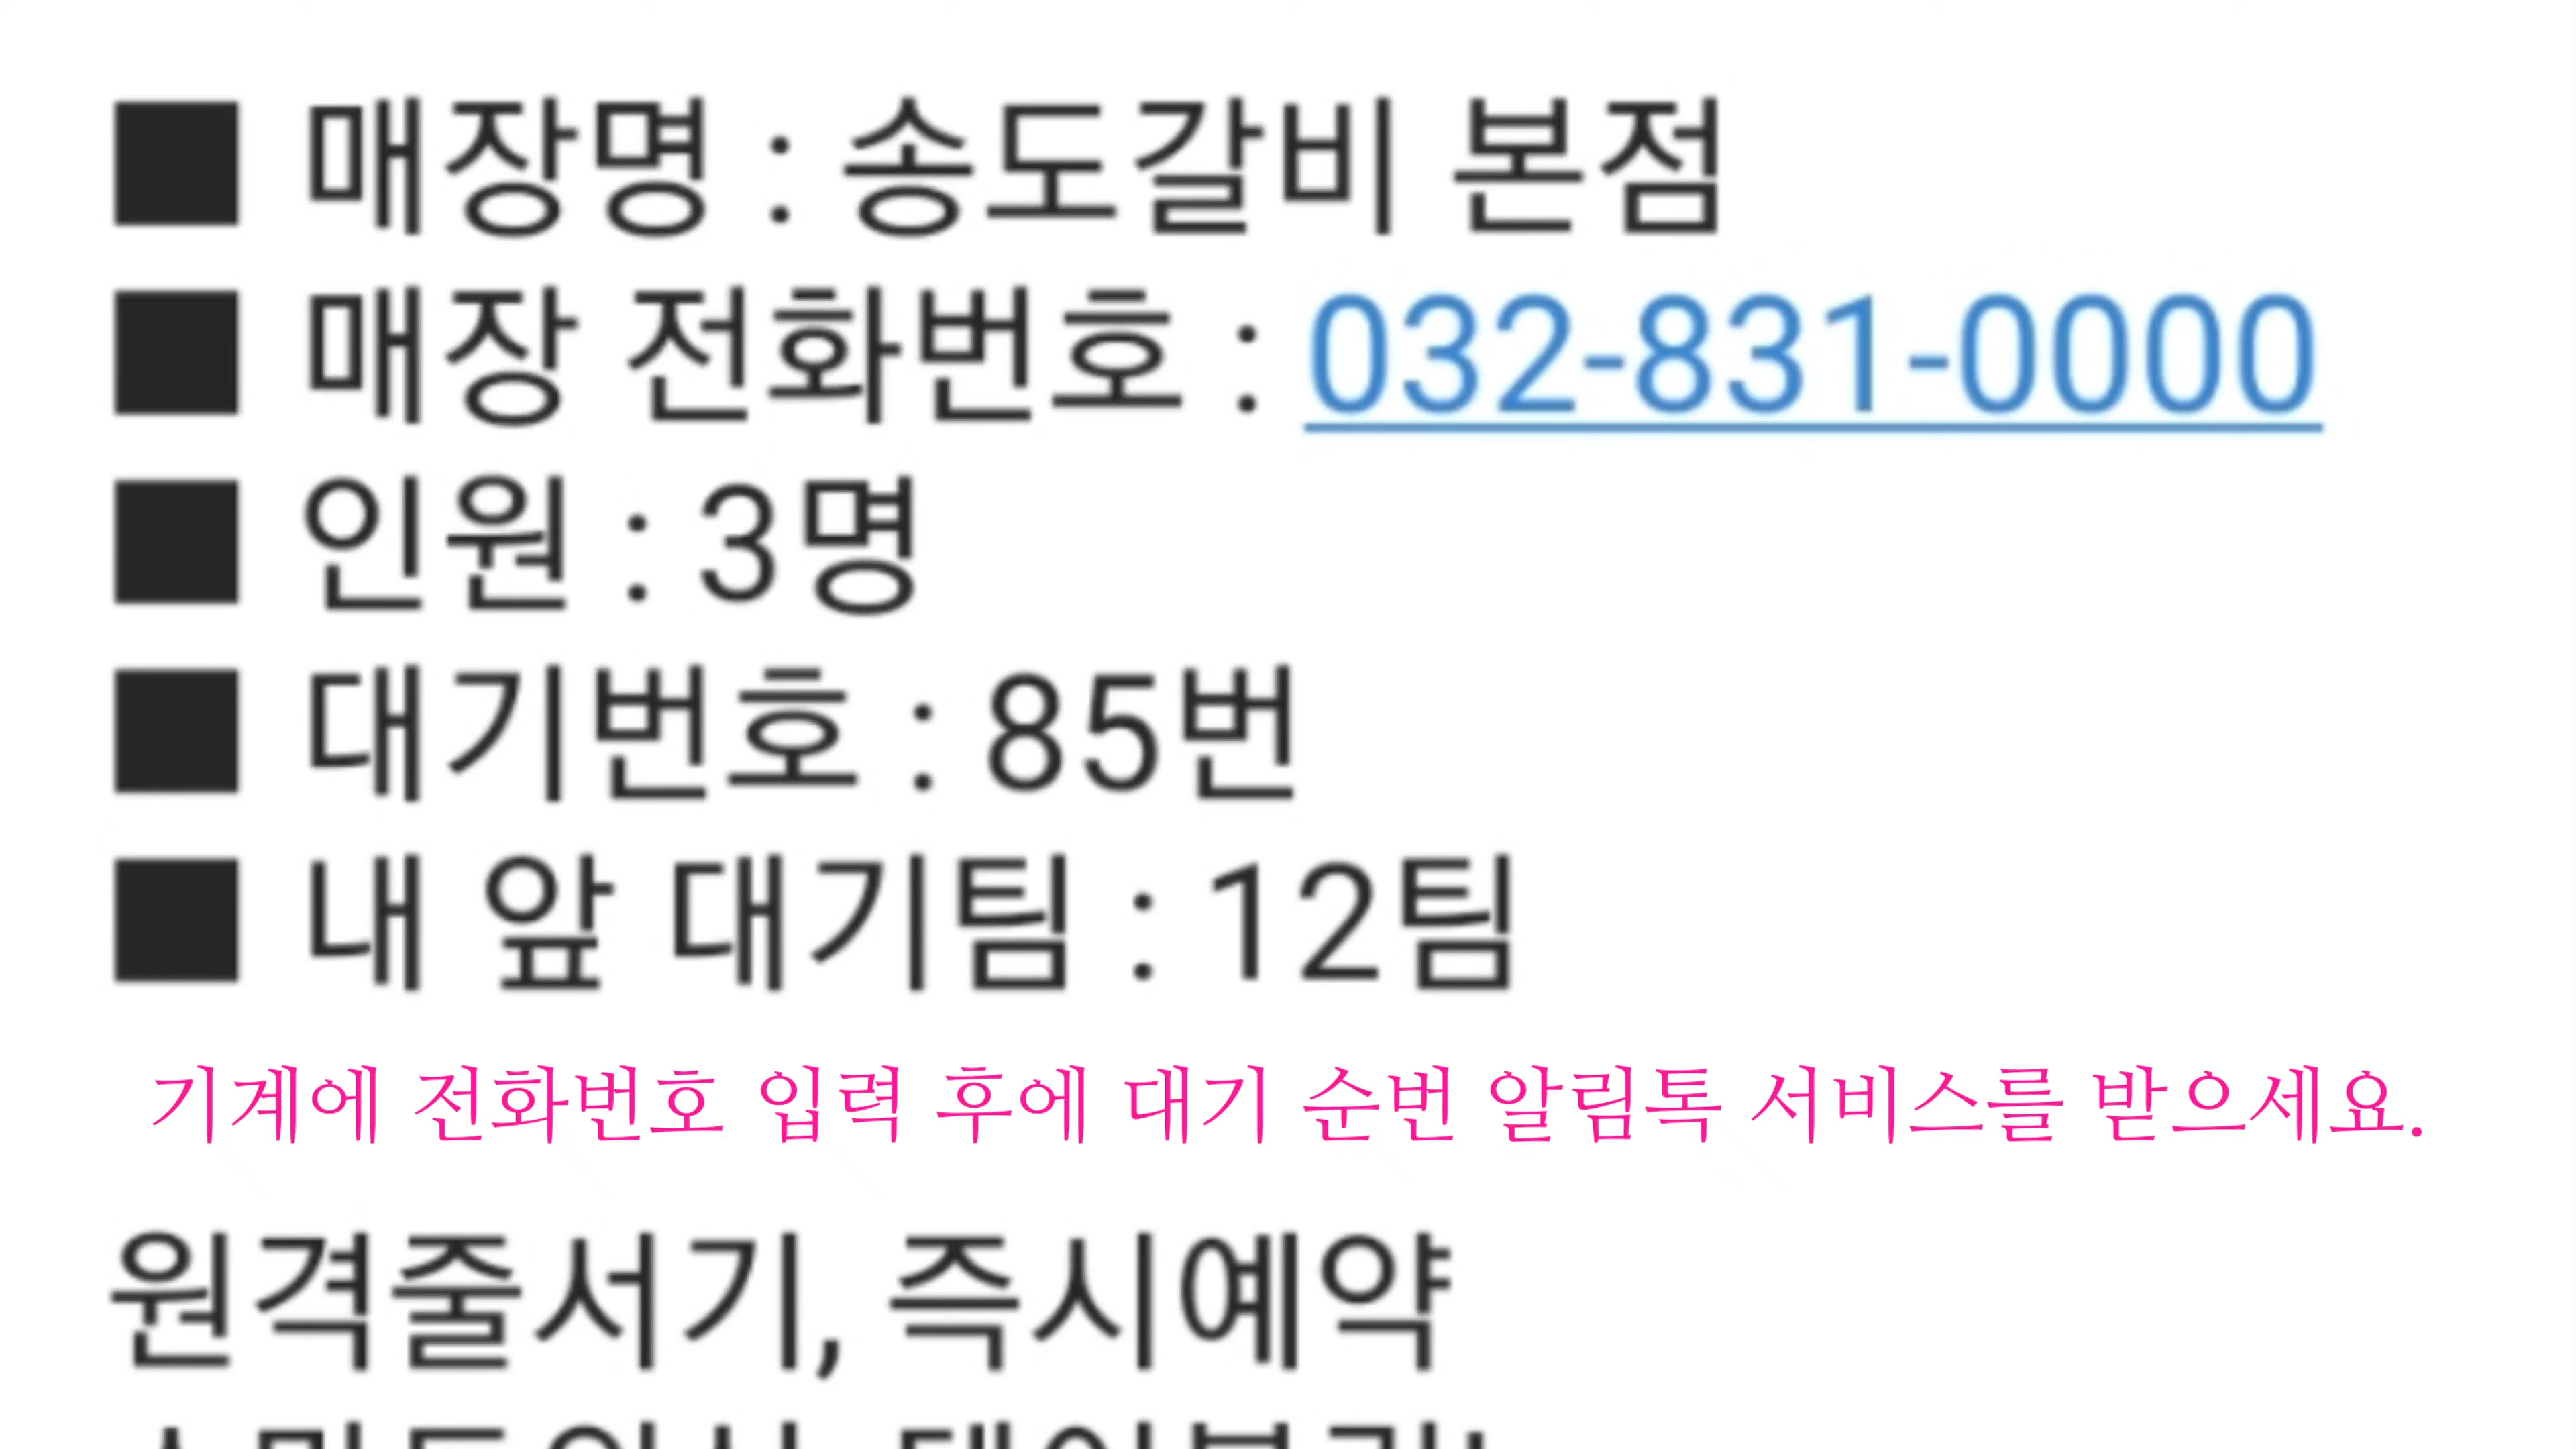 ■ 매장명 : 송도갈비 본점
■ 매장 전화번호 : 032-831-0000
■ 인원 : 3명
■ 대기번호 : 85번
■ 내 앞 대기팀 : 12팀
기계에 전화번호 입력 후에 대기 순번 알림톡 서비스를 받으세요.
원격줄서기, 즉시예약